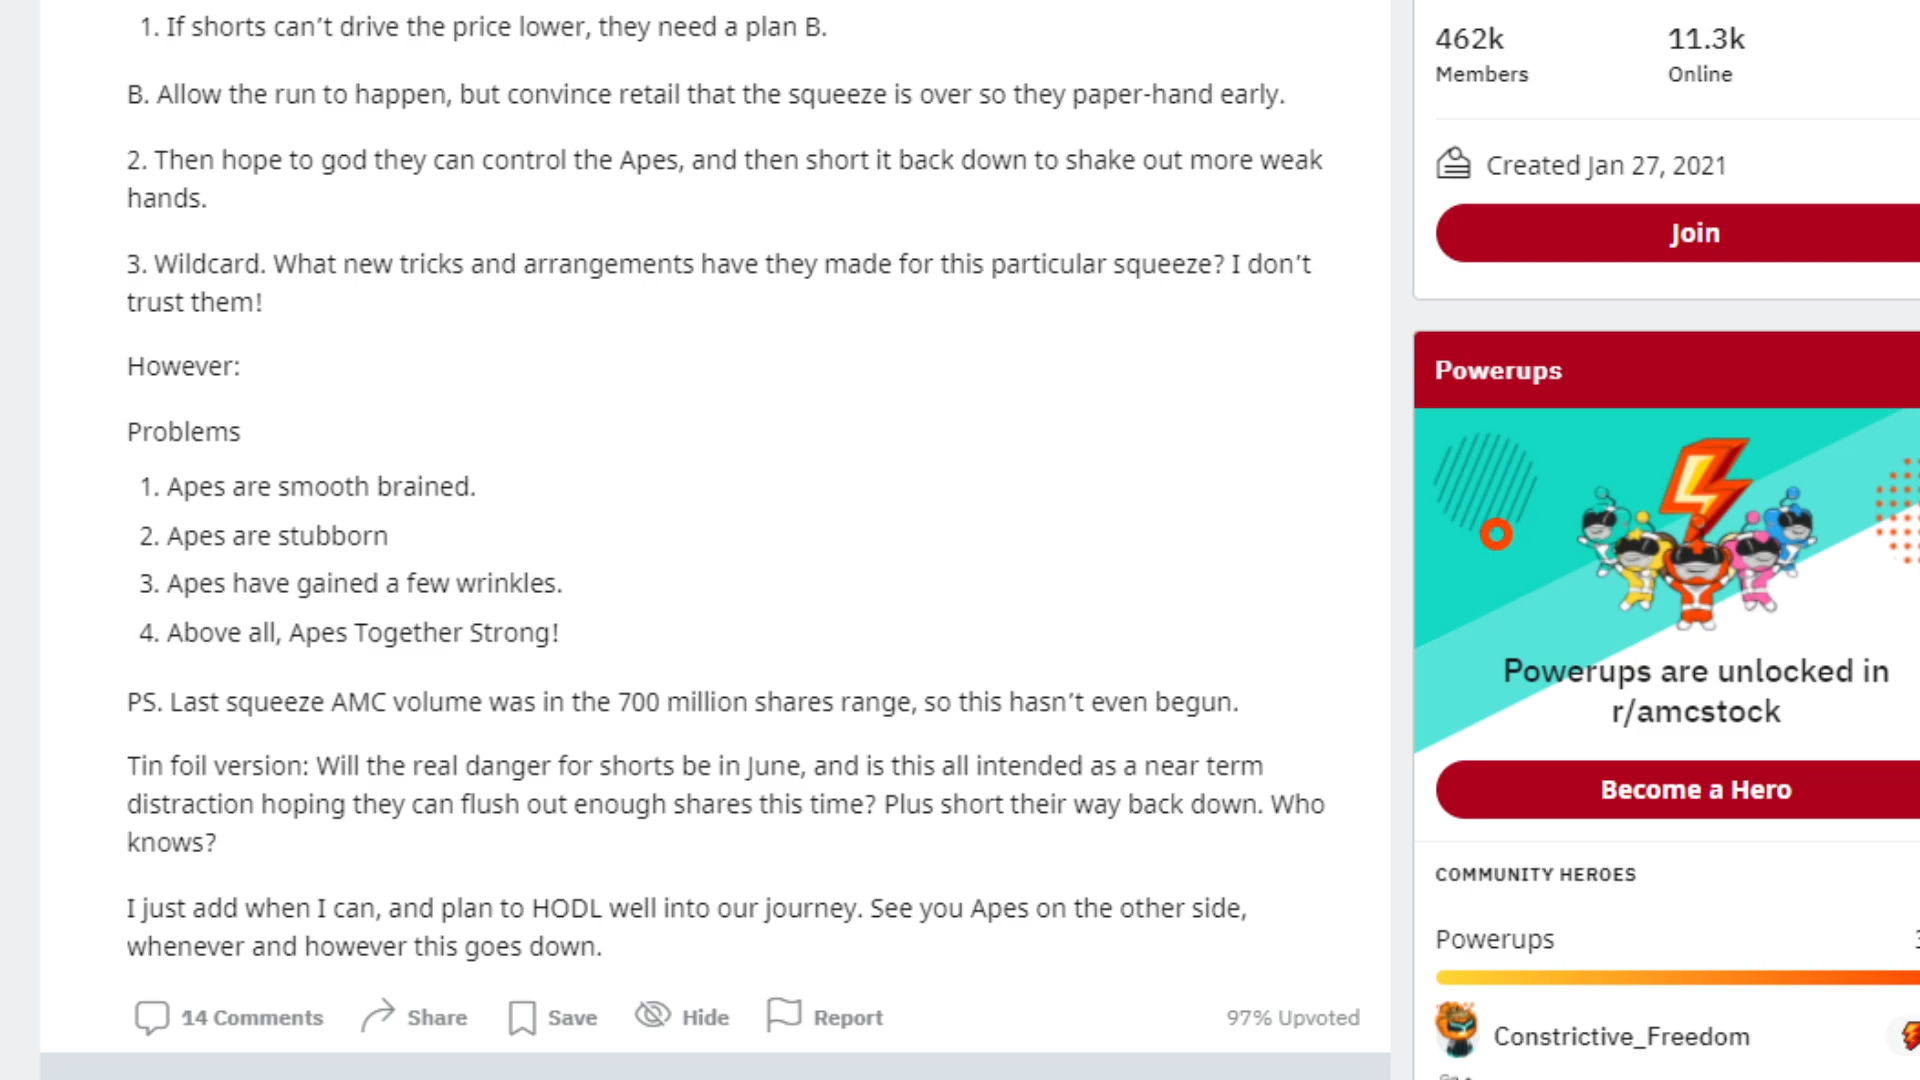 1. If shorts can't drive the price lower, they need a plan B.
B. Allow the run to happen, but convince retail that the squeeze is over so they paper-hand early.
2. Then hope to god they can control the Apes, and then short it back down to shake out more weak
hands.
3. Wildcard. What new tricks and arrangements have they made for this particular squeeze? I don't
trust them!
However:
Problems
1. Apes are smooth brained.
2. Apes are stubborn
3. Apes have gained a few wrinkles.
4. Above all, Apes Together Strong!
PS. Last squeeze AMC volume was in the 700 million shares range, so this hasn't even begun.
Tin foil version: Will the real danger for shorts be in June, and is this all intended as a near term
distraction hoping they can flush out enough shares this time? Plus short their way back down. Who
knows?
I just add when I can, and plan to HODL well into our journey. See you Apes on the other side,
whenever and however this goes down.
14 Comments Share Save Hide Report 97% Upvoted
462k 11.3k
Members Online
Created Jan 27, 2021
Join
Powerups
Powerups are unlocked in
r/amcstock
Become a Hero
COMMUNITY HEROES
Powerups
Constrictive_Freedom